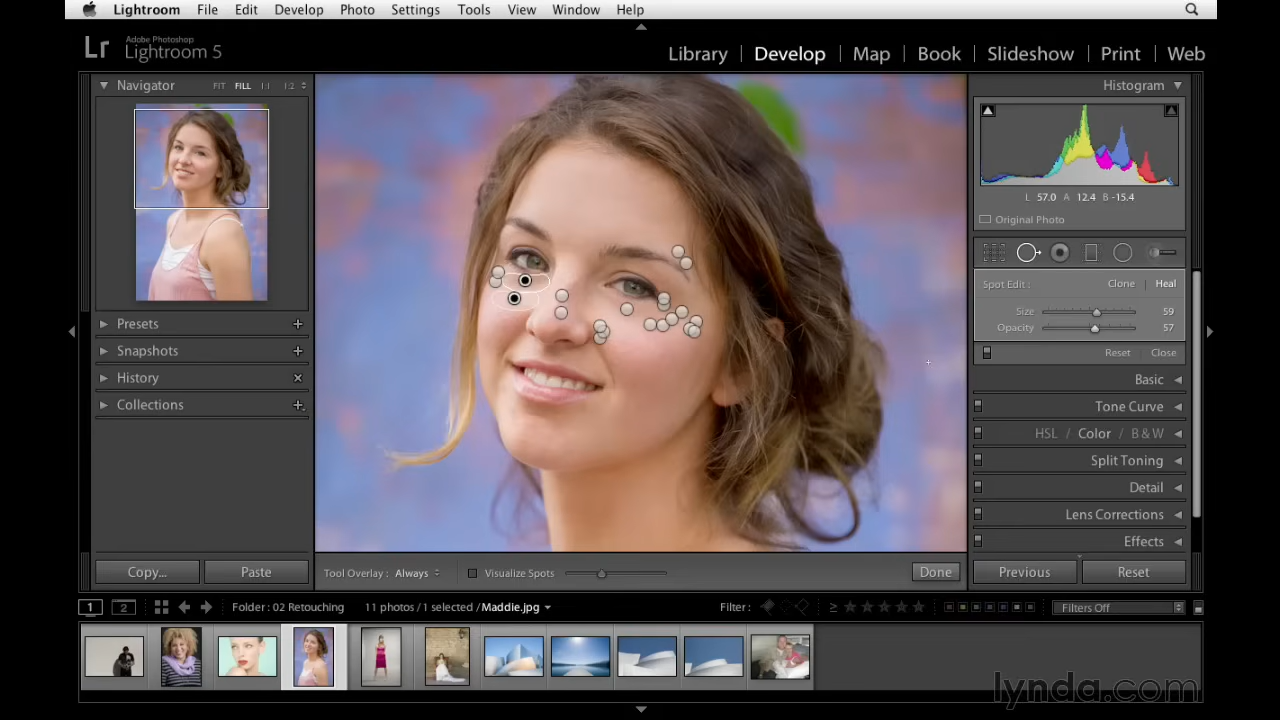 Lightroom File Edit Develop Photo Settings Tools View Window Help
Lr Adobe Photoshop
Lightroom 5
Library | Develop | Map | Book | Slideshow | Print | Web
Navigator FIT FILL 1:1 1:2
Histogram
L 57.0 A 12.4 B -15.4
Original Photo
Spot Edit : Clone Heal
Size 59
Opacity 57
Reset Close
Presets
Snapshots
History
Collections
Basic
Tone Curve
HSL / Color / B & W
Split Toning
Detail
Lens Corrections
Effects
Copy... Paste
Tool Overlay : Always Visualize Spots Done
Previous Reset
1 2 Folder : 02 Retouching 11 photos / 1 selected / Maddie.jpg Filter : Filters Off
lynda.com